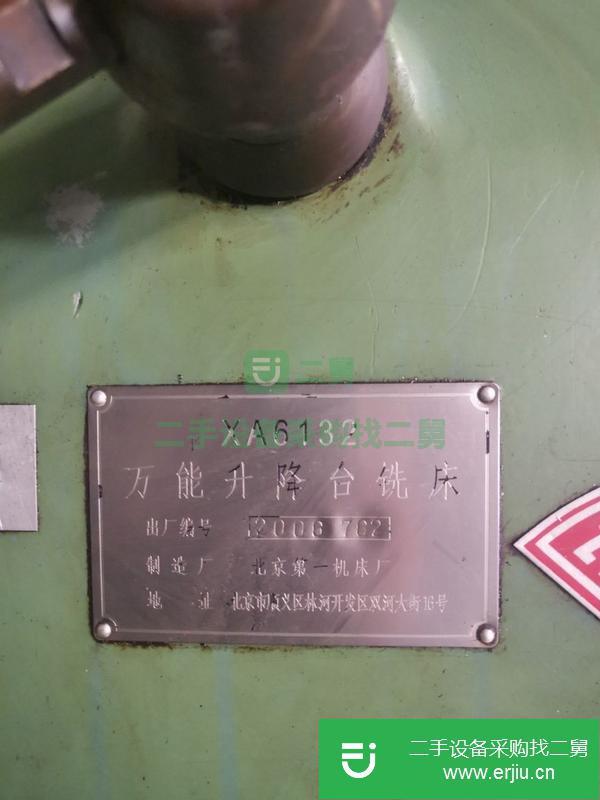 二舅
XA6132
二手设备采购找二舅
万能升降台铣床
出厂编号 2006 762
制造厂 北京第一机床厂
地址 北京市顺义区林河开发区双河大街16号
二手设备采购找二舅
www.erjiu.cn